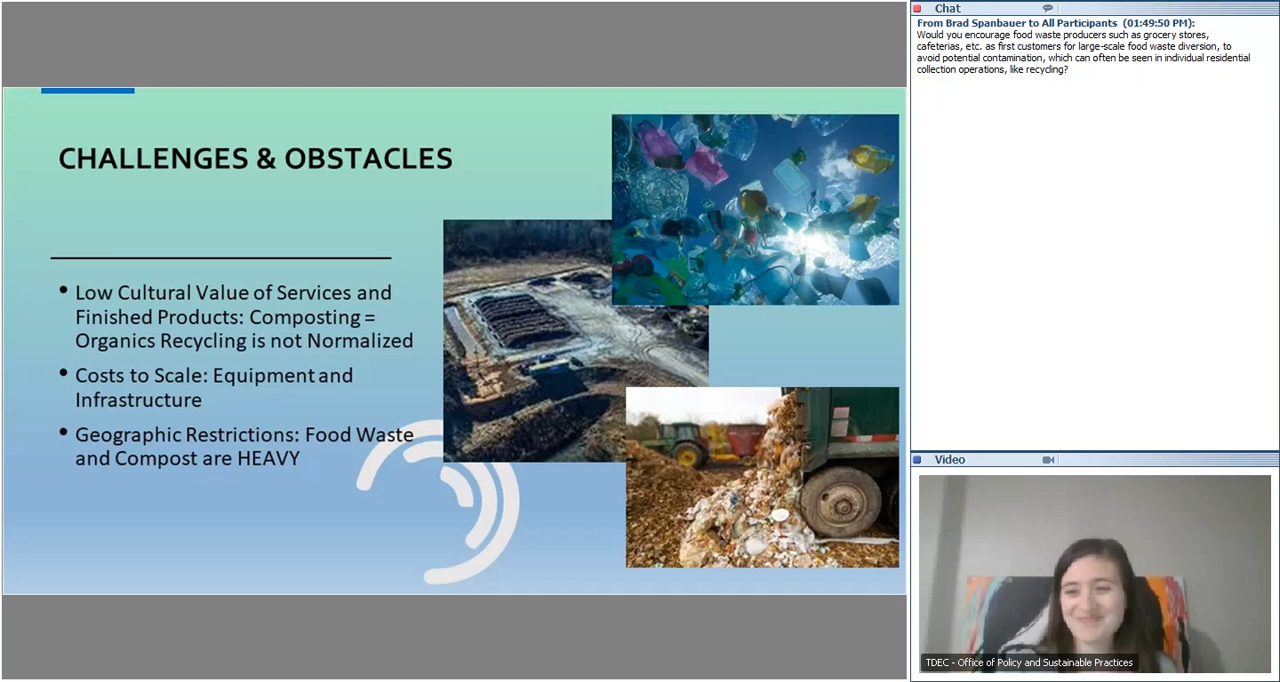 CHALLENGES & OBSTACLES
• Low Cultural Value of Services and
Finished Products: Composting =
Organics Recycling is not Normalized
• Costs to Scale: Equipment and
Infrastructure
• Geographic Restrictions: Food Waste
and Compost are HEAVY
Chat
From Brad Spanbauer to All Participants (01:49:50 PM):
Would you encourage food waste producers such as grocery stores,
cafeterias, etc. as first customers for large-scale food waste diversion, to
avoid potential contamination, which can often be seen in individual residential
collection operations, like recycling?
Video
TDEC - Office of Policy and Sustainable Practices